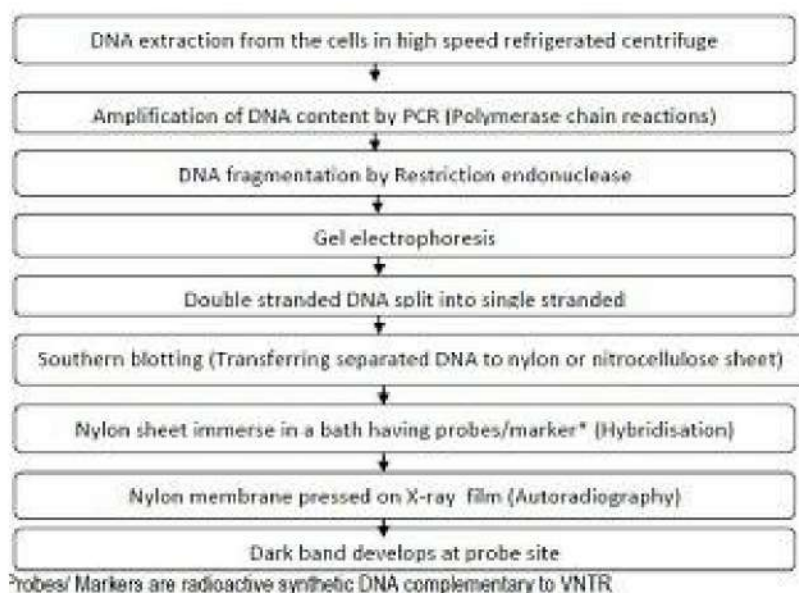 DNA extraction from the cells in high speed refrigerated centrifuge
Amplification of DNA content by PCR (Polymerase chain reactions)
DNA fragmentation by Restriction endonuclease
Gel electrophoresis
Double stranded DNA split into single stranded
Southern blotting (Transferring separated DNA to nylon or nitrocellulose sheet)
Nylon sheet immerse in a bath having probes/marker* (Hybridisation)
Nylon membrane pressed on X-ray film (Autoradiography)
Dark band develops at probe site
Probes/ Markers are radioactive synthetic DNA complementary to VNTR